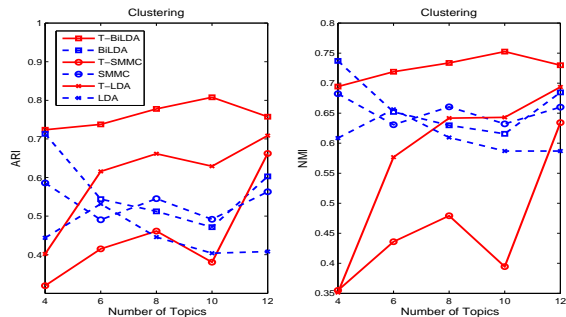 Clustering
ARI
1
0.9
0.8
0.7
0.6
0.5
0.4
4 6 8 10 12
Number of Topics
T-BiLDA
BiLDA
T-SMMC
SMMC
T-LDA
LDA
Clustering
NMI
0.8
0.75
0.7
0.65
0.6
0.55
0.5
0.45
0.4
0.35
4 6 8 10 12
Number of Topics